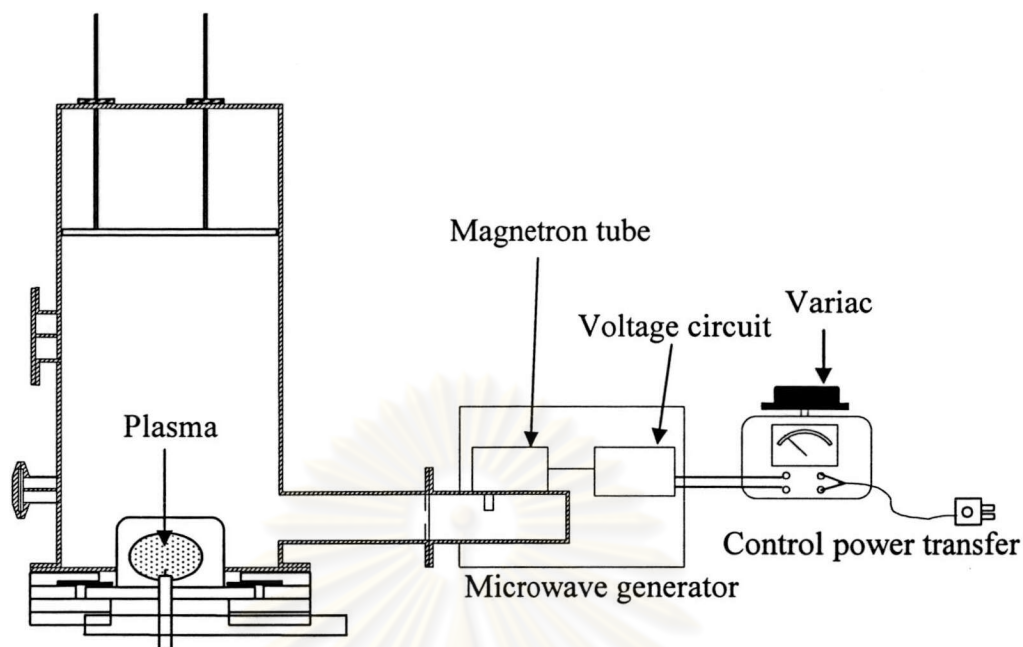 Magnetron tube
Variac
Voltage circuit
Plasma
Control power transfer
Microwave generator